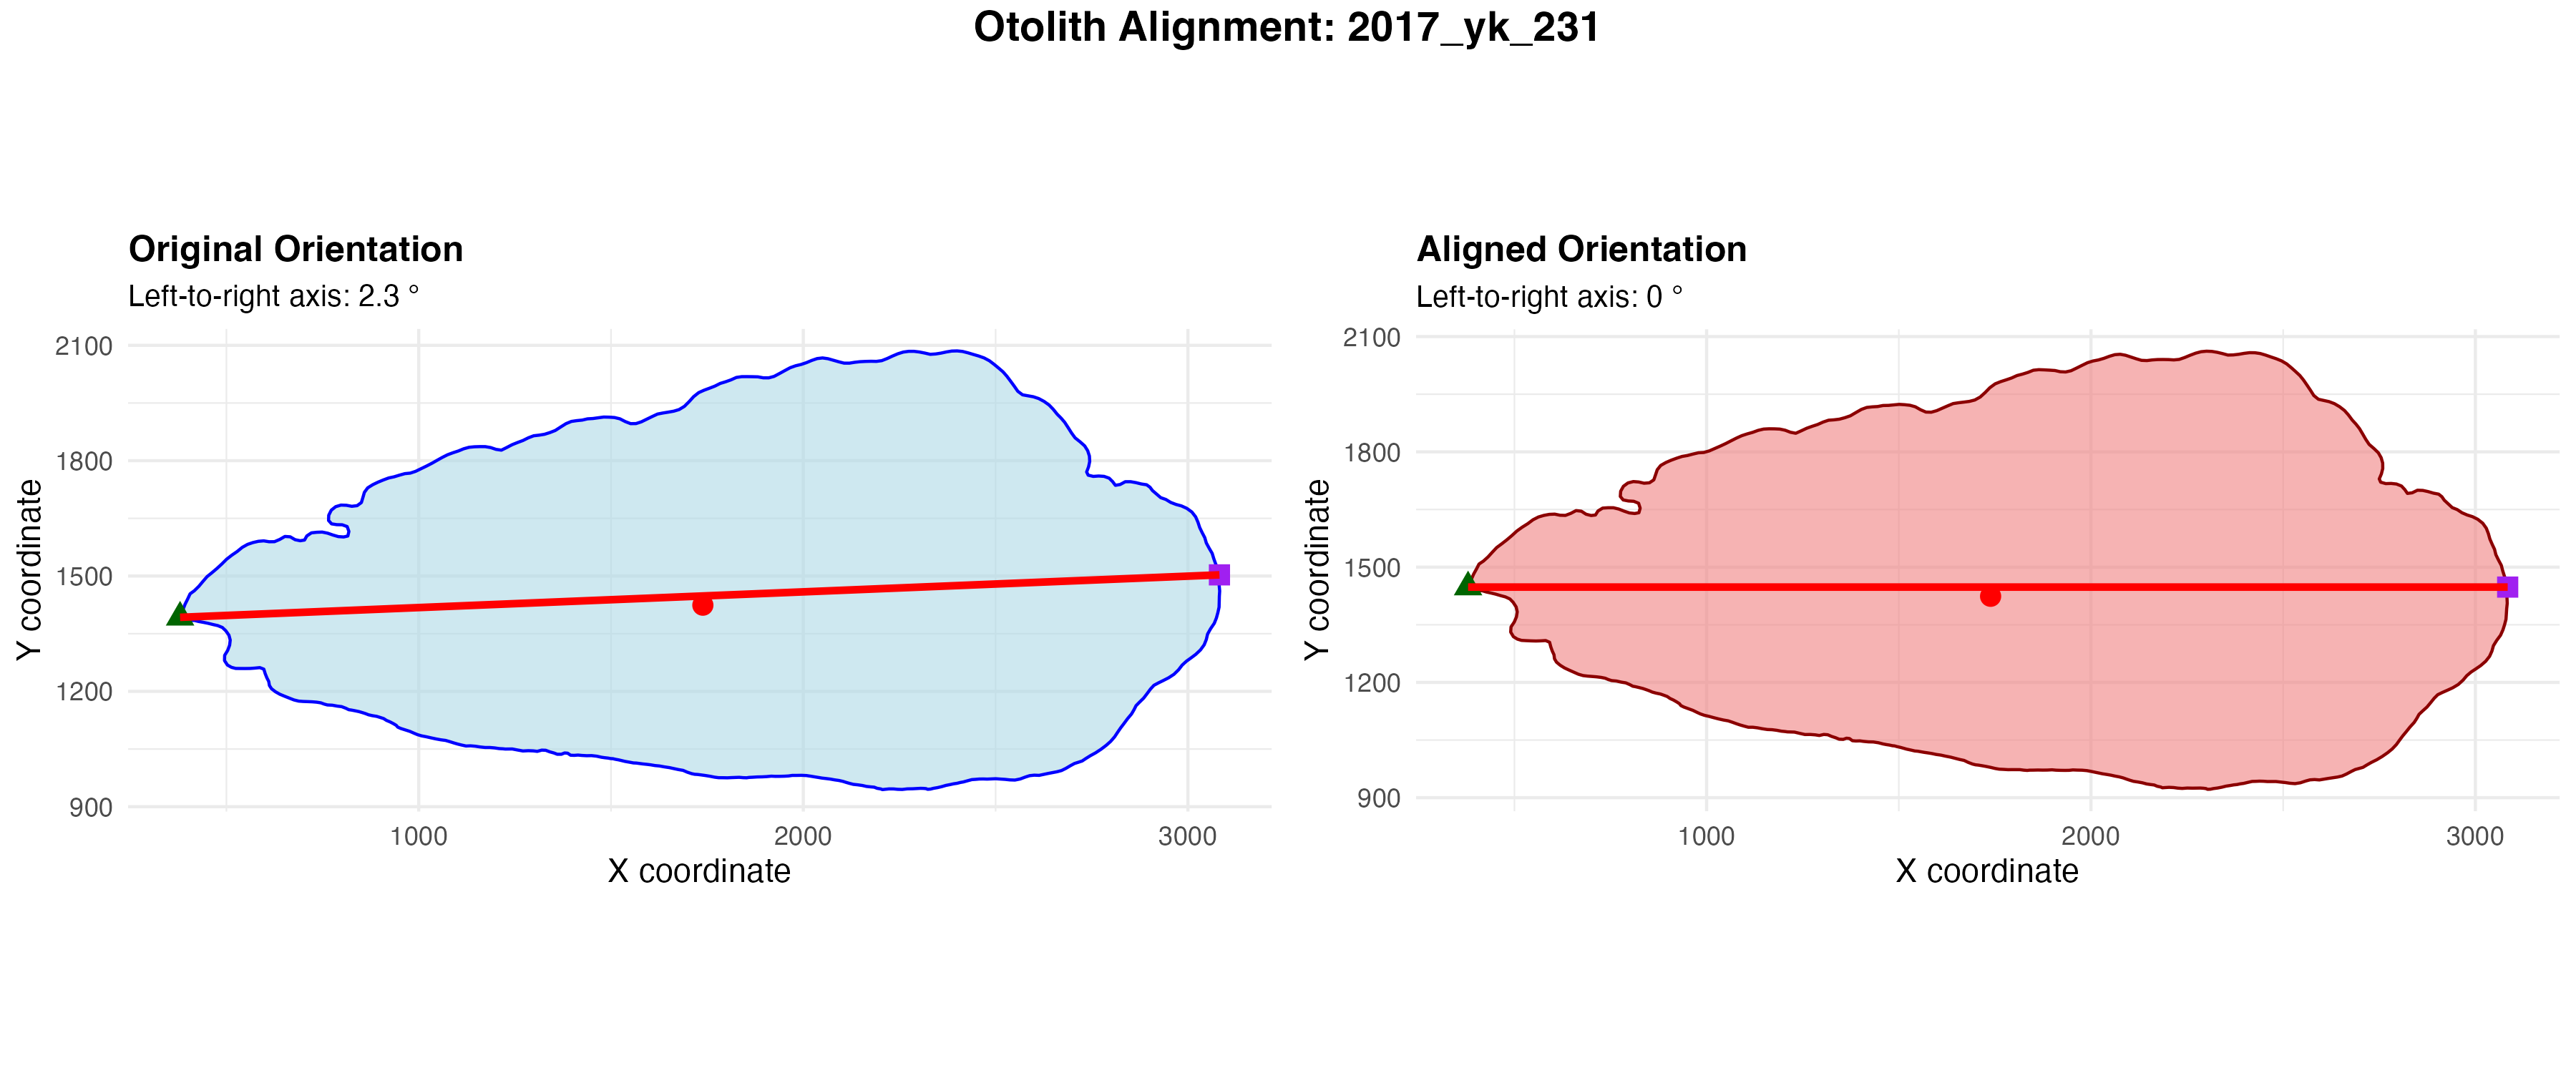 Otolith Alignment: 2017_yk_231
Original Orientation
Left-to-right axis: 2.3 °
2100
1800
1500
1200
900
Y coordinate
1000
2000
3000
X coordinate
Aligned Orientation
Left-to-right axis: 0 °
2100
1800
1500
1200
900
Y coordinate
1000
2000
3000
X coordinate